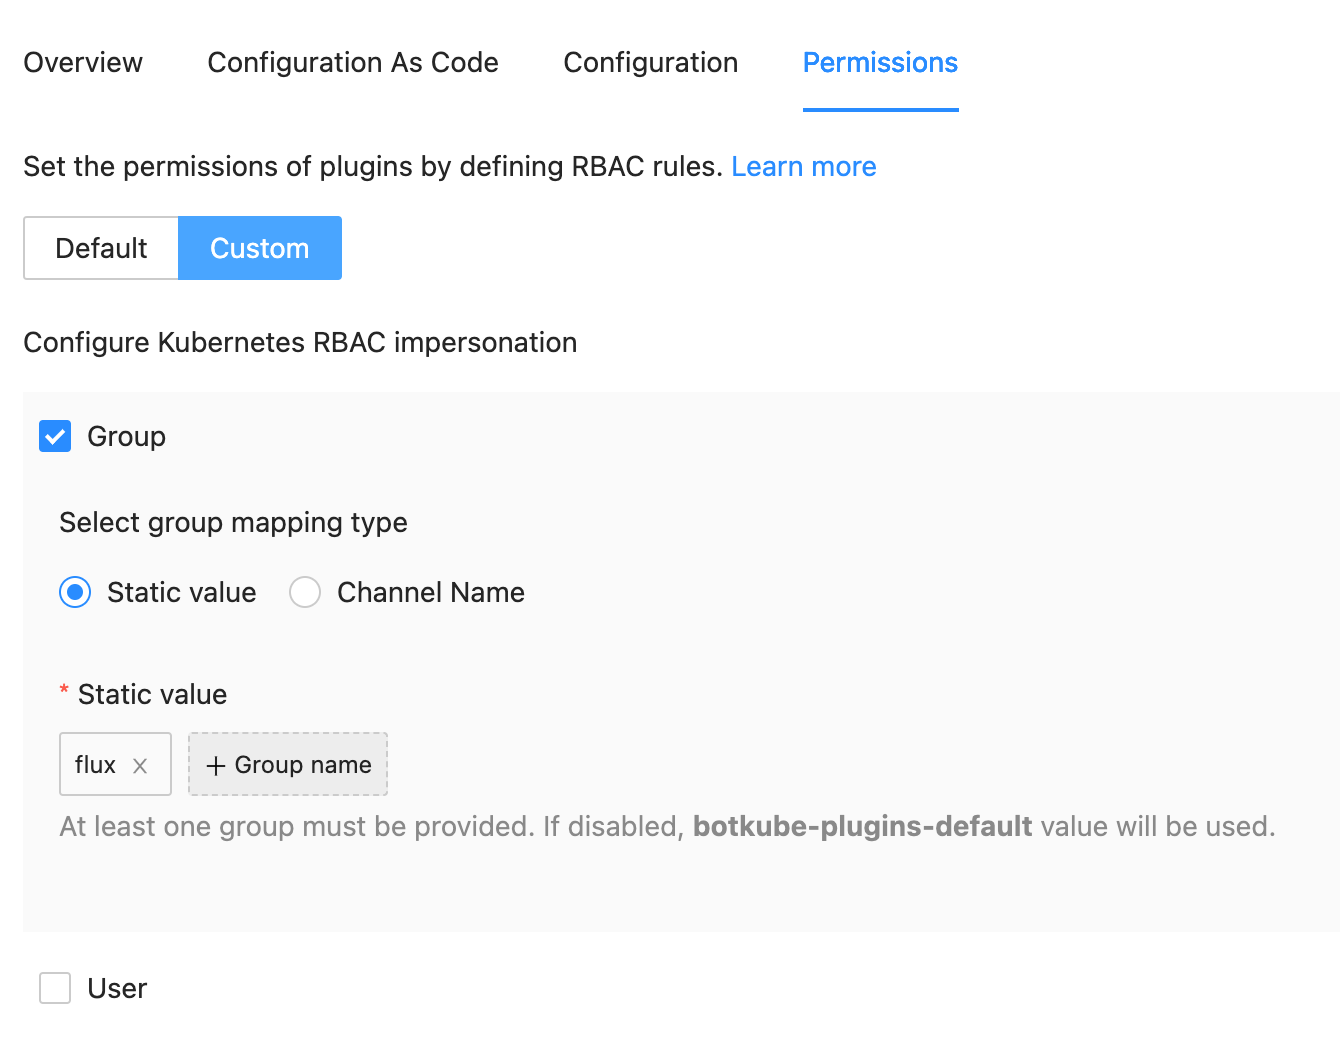 Overview Configuration As Code Configuration Permissions
Set the permissions of plugins by defining RBAC rules. Learn more
Default Custom
Configure Kubernetes RBAC impersonation
Group
Select group mapping type
Static value Channel Name
* Static value
flux × + Group name
At least one group must be provided. If disabled, botkube-plugins-default value will be used.
User